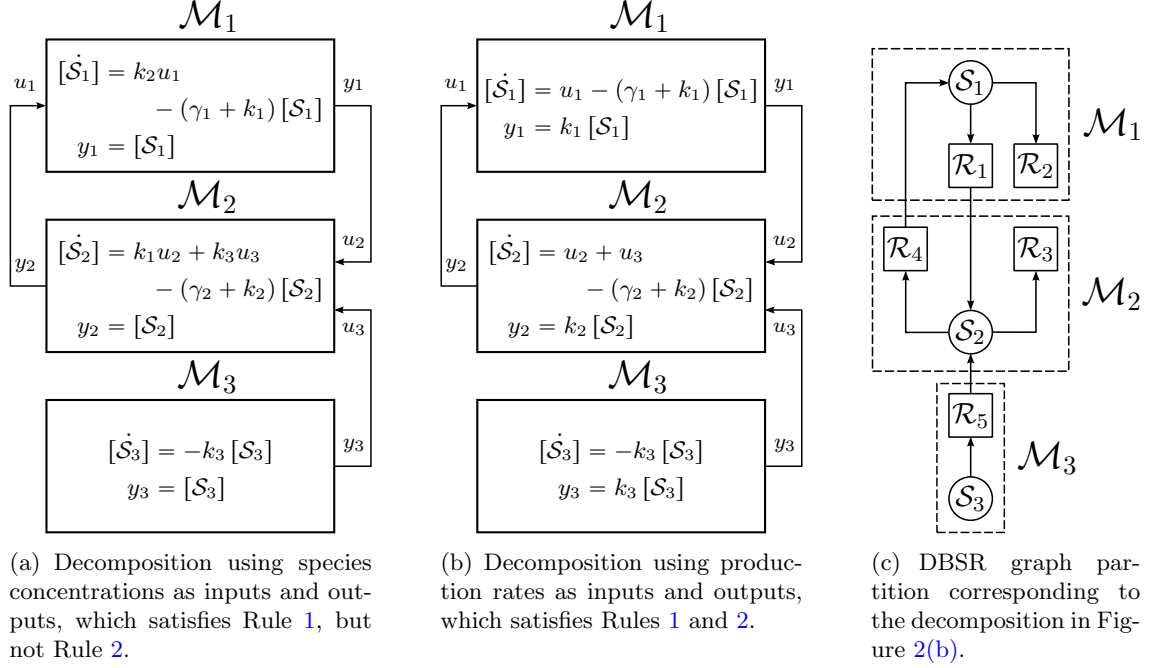 M₁
u₁
[Ṡ₁] = k₂u₁
− (γ₁ + k₁) [S₁]
y₁ = [S₁]
y₁
M₂
y₂
[Ṡ₂] = k₁u₂ + k₃u₃
− (γ₂ + k₂) [S₂]
y₂ = [S₂]
u₂
u₃
M₃
[Ṡ₃] = −k₃ [S₃]
y₃ = [S₃]
y₃
(a) Decomposition using species
concentrations as inputs and out-
puts, which satisfies Rule 1, but
not Rule 2.
M₁
u₁
[Ṡ₁] = u₁ − (γ₁ + k₁) [S₁]
y₁ = k₁ [S₁]
y₁
M₂
y₂
[Ṡ₂] = u₂ + u₃
− (γ₂ + k₂) [S₂]
y₂ = k₂ [S₂]
u₂
u₃
M₃
[Ṡ₃] = −k₃ [S₃]
y₃ = k₃ [S₃]
y₃
(b) Decomposition using produc-
tion rates as inputs and outputs,
which satisfies Rules 1 and 2.
S₁
R₁
R₂
M₁
R₄
R₃
S₂
M₂
R₅
S₃
M₃
(c) DBSR graph par-
tition corresponding to
the decomposition in Fig-
ure 2(b).